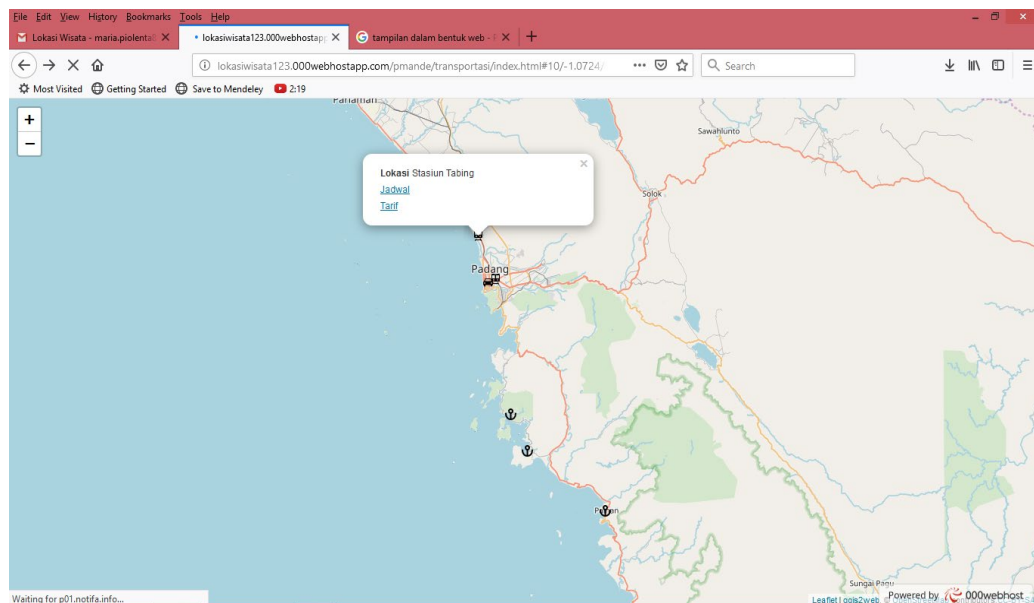 File Edit View History Bookmarks Tools Help
Lokasi Wisata - maria.piolenta
lokasiwisata123.000webhostapp
tampilan dalam bentuk web -
lokasiwisata123.000webhostapp.com/pmande/transportasi/index.html#10/-1.0724/
Search
Most Visited Getting Started Save to Mendeley 2:19
+
−
Pariaman
Sawahlunto
Lokasi Stasiun Tabing
Jadwal
Tarif
Solok
Padang
Sungai Pagu
Waiting for p01.notifa.info...
Leaflet | qgis2web
Powered by 000webhost